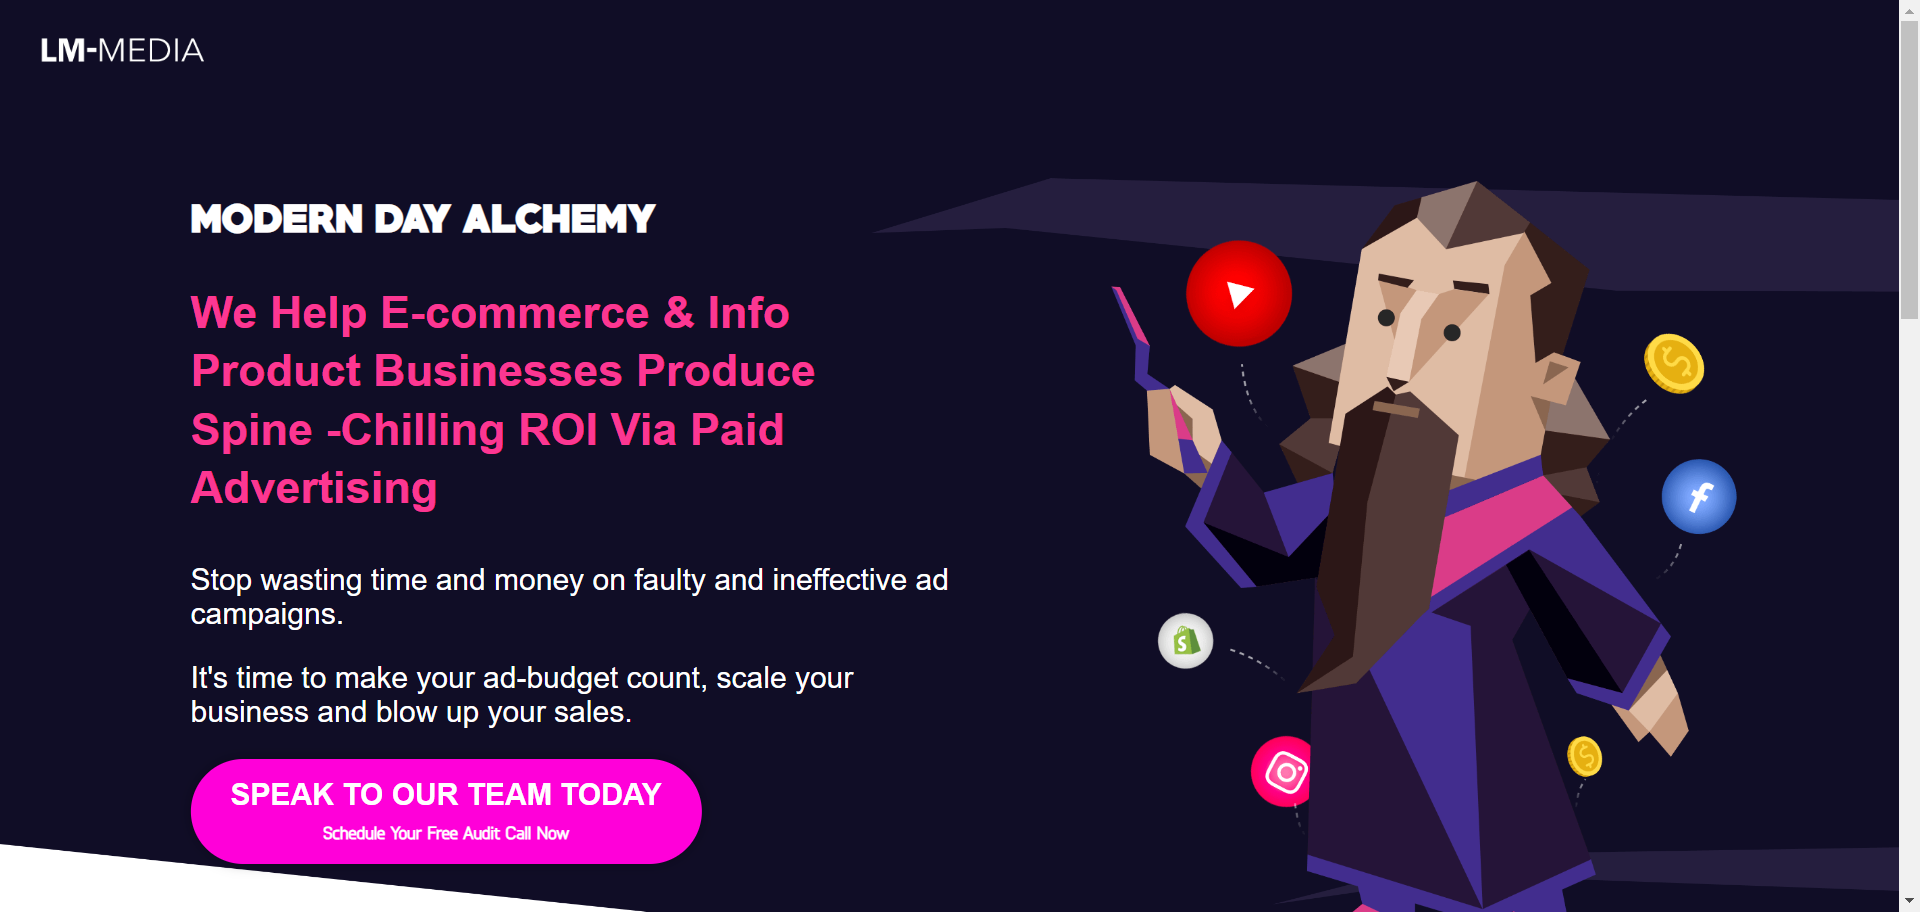 LM-MEDIA
MODERN DAY ALCHEMY
We Help E-commerce & Info
Product Businesses Produce
Spine -Chilling ROI Via Paid
Advertising
Stop wasting time and money on faulty and ineffective ad
campaigns.
It's time to make your ad-budget count, scale your
business and blow up your sales.
SPEAK TO OUR TEAM TODAY
Schedule Your Free Audit Call Now